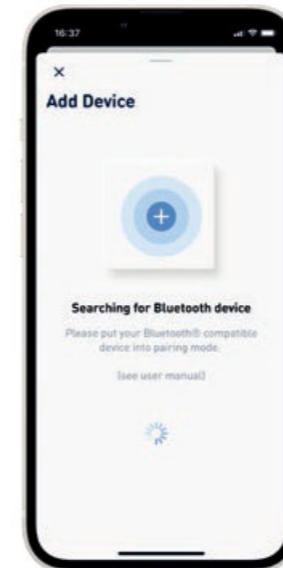 16:37
Add Device
Searching for Bluetooth device
Please put your Bluetooth® compatible
device into pairing mode.
(see user manual)